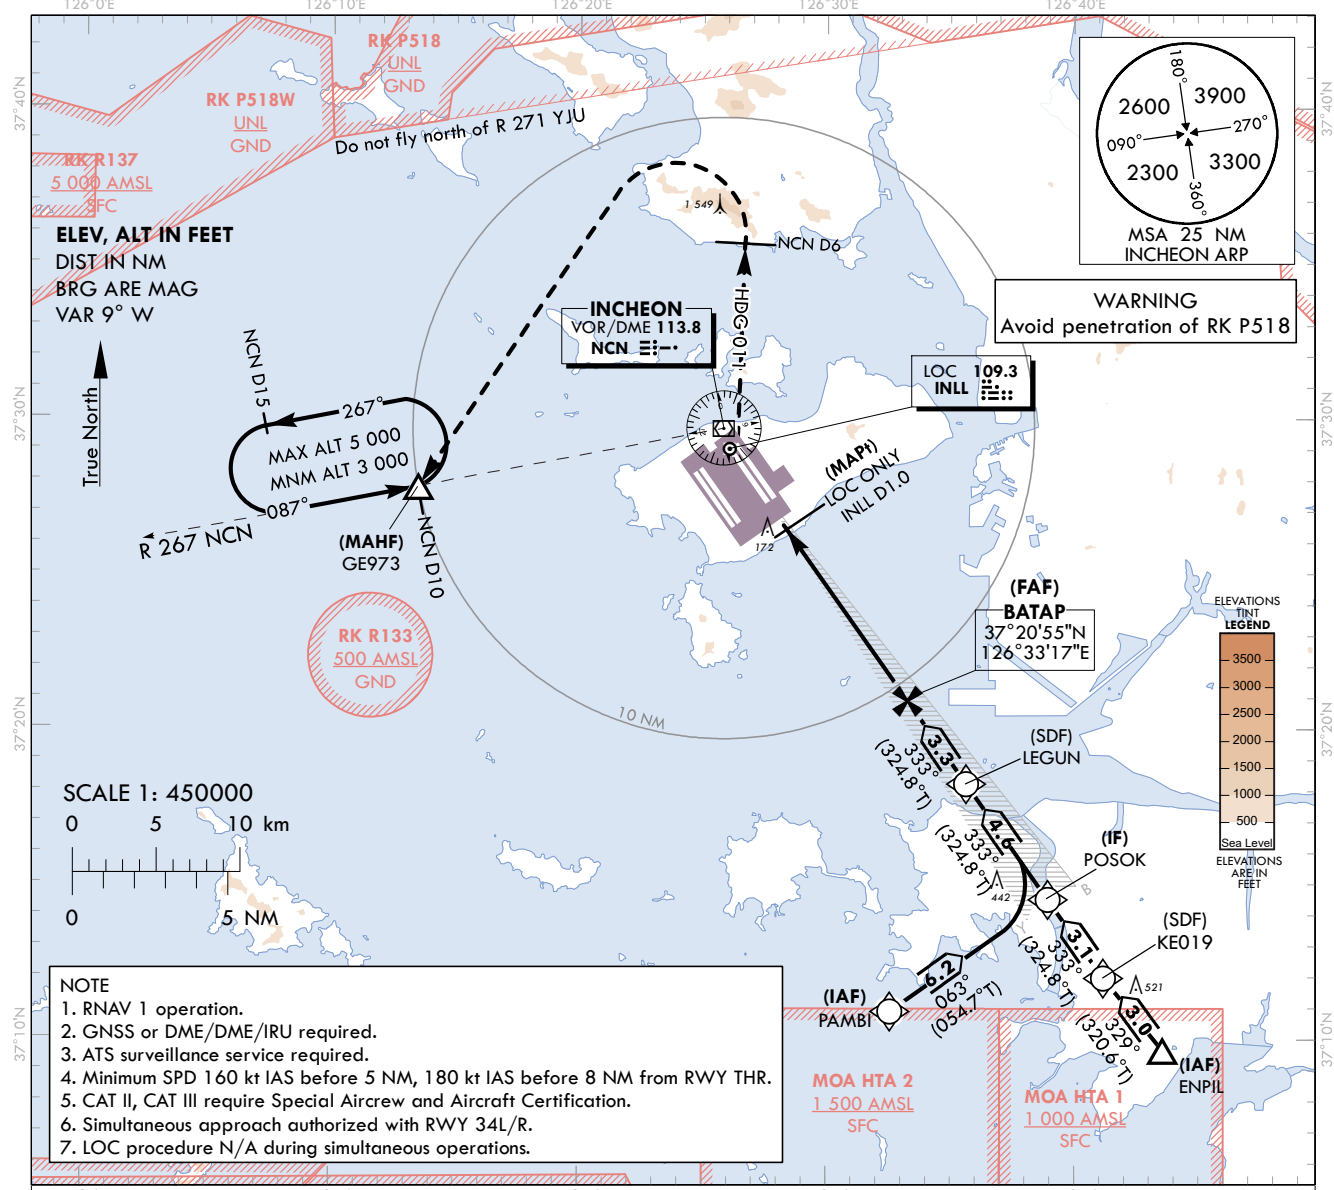 126°0'E
126°10'E
126°20'E
126°30'E
126°40'E
37°40'N
37°30'N
37°20'N
37°10'N
37°40'N
37°30'N
37°20'N
37°10'N
RK P518
UNL
GND
RK P518W
UNL
GND
RK R137
5 000 AMSL
SFC
Do not fly north of R 271 YJU
ELEV, ALT IN FEET
DIST IN NM
BRG ARE MAG
VAR 9° W
True North
180°
270°
360°
090°
2600
3900
2300
3300
MSA 25 NM
INCHEON ARP
WARNING
Avoid penetration of RK P518
1 549
NCN D6
HDG 011
INCHEON
VOR/DME 113.8
NCN
LOC 109.3
INLL
NCN D15
267°
MAX ALT 5 000
MNM ALT 3 000
087°
R 267 NCN
(MAHF)
GE973
NCN D10
(MAPt)
LOC ONLY
INLL D1.0
172
RK R133
500 AMSL
GND
10 NM
(FAF)
BATAP
37°20'55"N
126°33'17"E
(SDF)
LEGUN
3.3
333°
(324.8°T)
4.6
333°
(324.8°T)
442
(IF)
POSOK
B
(SDF)
KE019
3.1
333°
(324.8°T)
521
3.0
329°
(320.6°T)
(IAF)
ENPIL
(IAF)
PAMBI
6.2
063°
(054.7°T)
ELEVATIONS
TINT
LEGEND
3500
3000
2500
2000
1500
1000
500
Sea Level
ELEVATIONS
ARE IN
FEET
SCALE 1: 450000
0 5 10 km
0 5 NM
MOA HTA 2
1 500 AMSL
SFC
MOA HTA 1
1 000 AMSL
SFC
NOTE
1. RNAV 1 operation.
2. GNSS or DME/DME/IRU required.
3. ATS surveillance service required.
4. Minimum SPD 160 kt IAS before 5 NM, 180 kt IAS before 8 NM from RWY THR.
5. CAT II, CAT III require Special Aircrew and Aircraft Certification.
6. Simultaneous approach authorized with RWY 34L/R.
7. LOC procedure N/A during simultaneous operations.